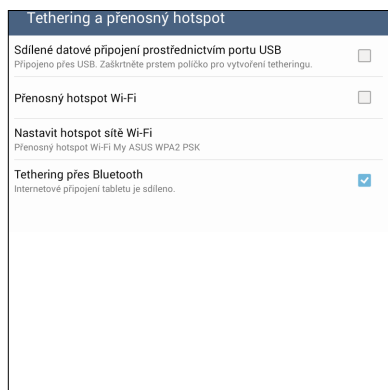 Tethering a přenosný hotspot
Sdílené datové připojení prostřednictvím portu USB
Připojeno přes USB. Zaškrtněte prstem políčko pro vytvoření tetheringu.
Přenosný hotspot Wi-Fi
Nastavit hotspot sítě Wi-Fi
Přenosný hotspot Wi-Fi My ASUS WPA2 PSK
Tethering přes Bluetooth
Internetové připojení tabletu je sdíleno.